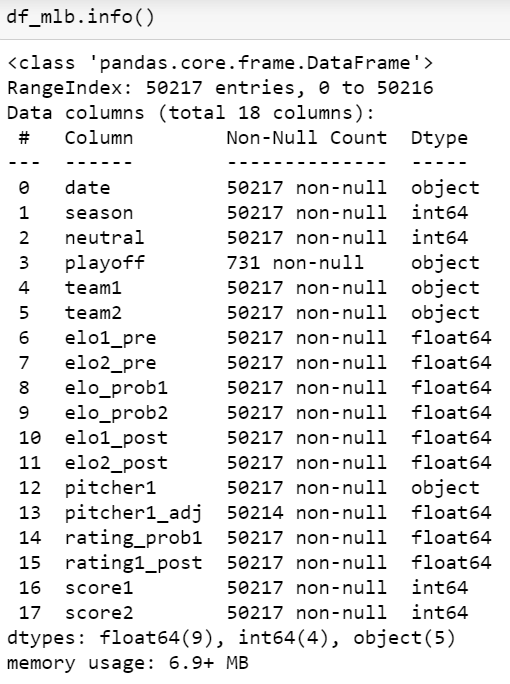 df_mlb.info()
<class 'pandas.core.frame.DataFrame'>
RangeIndex: 50217 entries, 0 to 50216
Data columns (total 18 columns):
 #   Column         Non-Null Count  Dtype
---  ------         --------------  -----
 0   date           50217 non-null  object
 1   season         50217 non-null  int64
 2   neutral        50217 non-null  int64
 3   playoff        731 non-null    object
 4   team1          50217 non-null  object
 5   team2          50217 non-null  object
 6   elo1_pre       50217 non-null  float64
 7   elo2_pre       50217 non-null  float64
 8   elo_prob1      50217 non-null  float64
 9   elo_prob2      50217 non-null  float64
 10  elo1_post      50217 non-null  float64
 11  elo2_post      50217 non-null  float64
 12  pitcher1       50217 non-null  object
 13  pitcher1_adj   50214 non-null  float64
 14  rating_prob1   50217 non-null  float64
 15  rating1_post   50217 non-null  float64
 16  score1         50217 non-null  int64
 17  score2         50217 non-null  int64
dtypes: float64(9), int64(4), object(5)
memory usage: 6.9+ MB